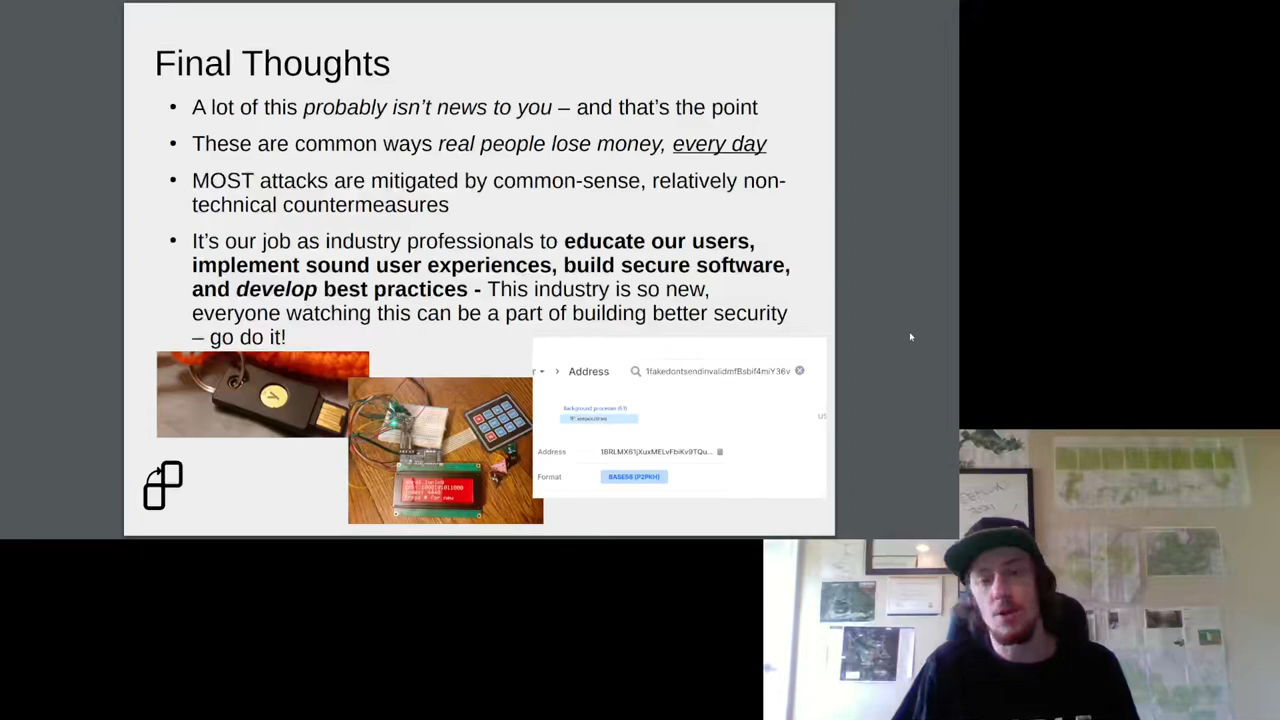 Final Thoughts
• A lot of this probably isn’t news to you – and that’s the point
• These are common ways real people lose money, every day
• MOST attacks are mitigated by common-sense, relatively non-
technical countermeasures
• It’s our job as industry professionals to educate our users,
implement sound user experiences, build secure software,
and develop best practices - This industry is so new,
everyone watching this can be a part of building better security
– go do it!
Address
Background processer
Address
Format BASE58 (P2PKH)